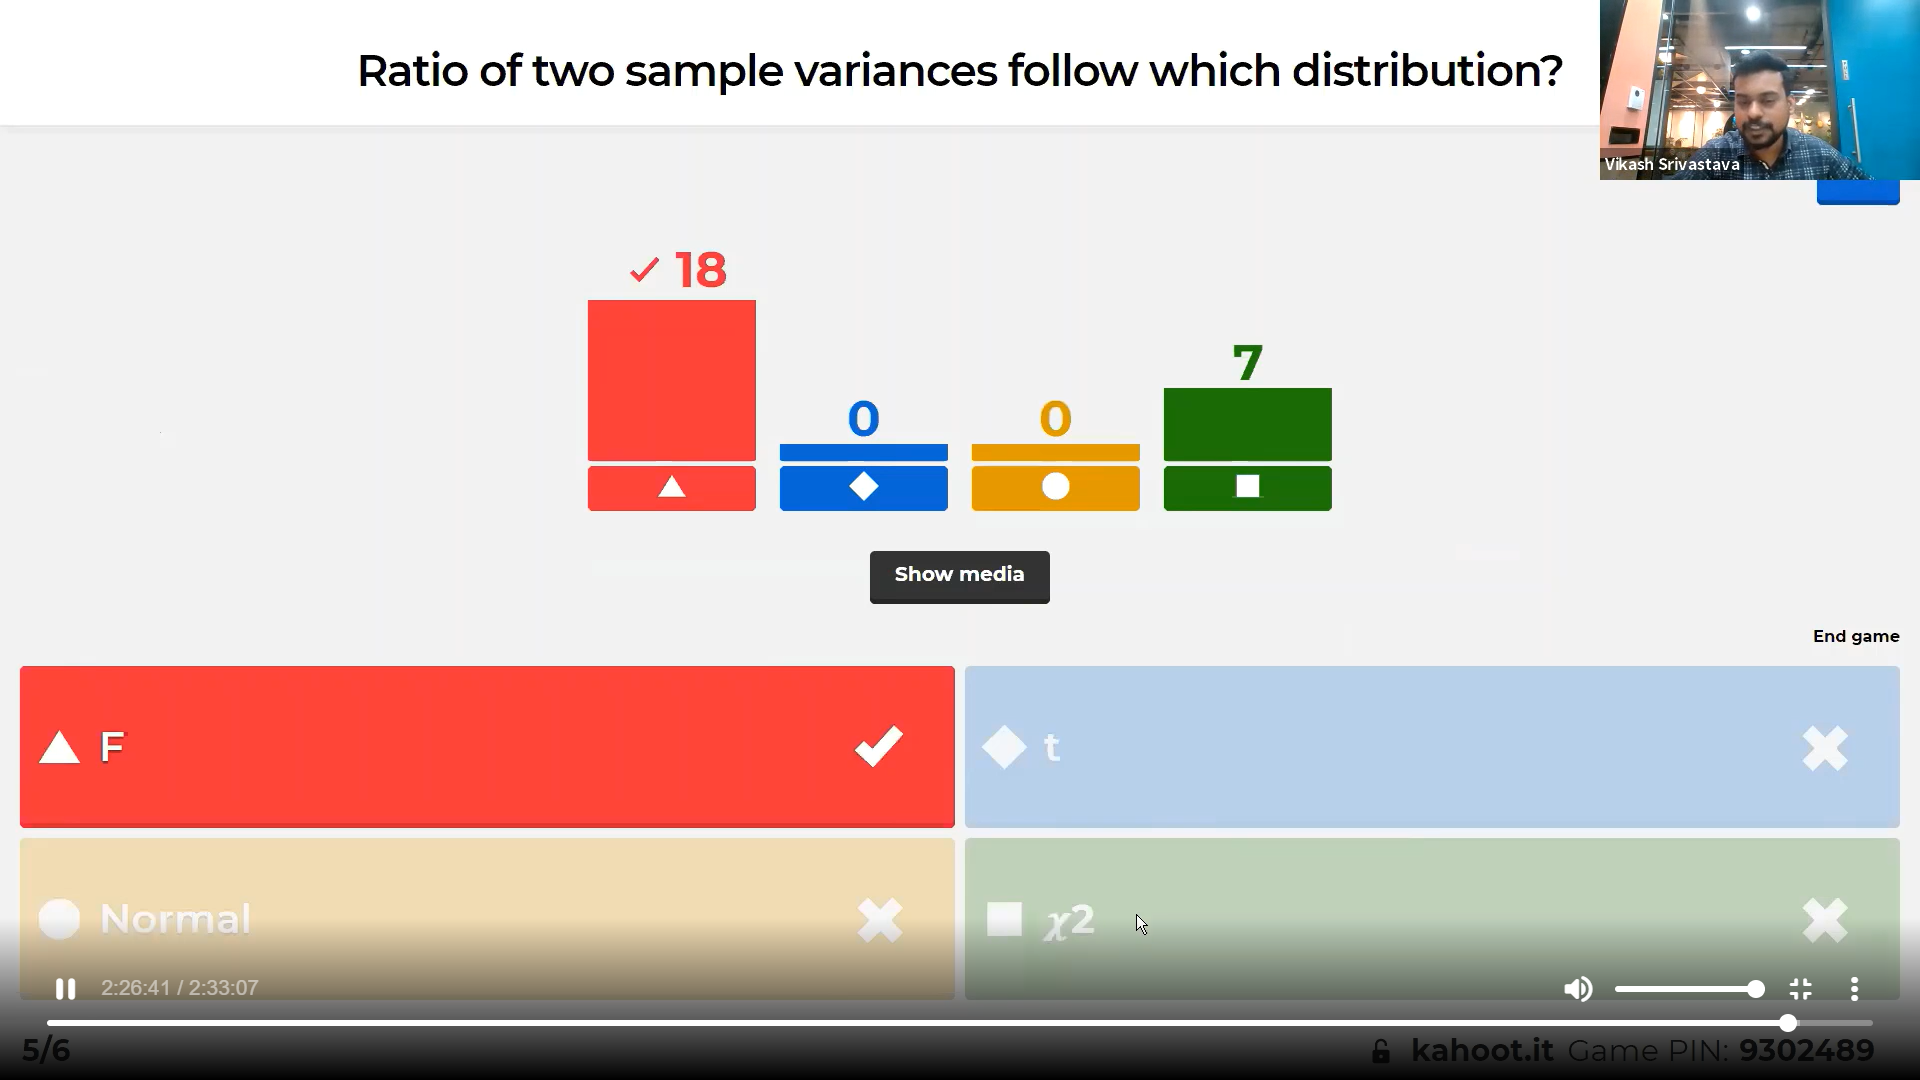 Ratio of two sample variances follow which distribution?
Vikash Srivastava
18
0
0
7
Show media
End game
F
t
Normal
χ2
2:26:41 / 2:33:07
5/6
kahoot.it Game PIN: 9302489